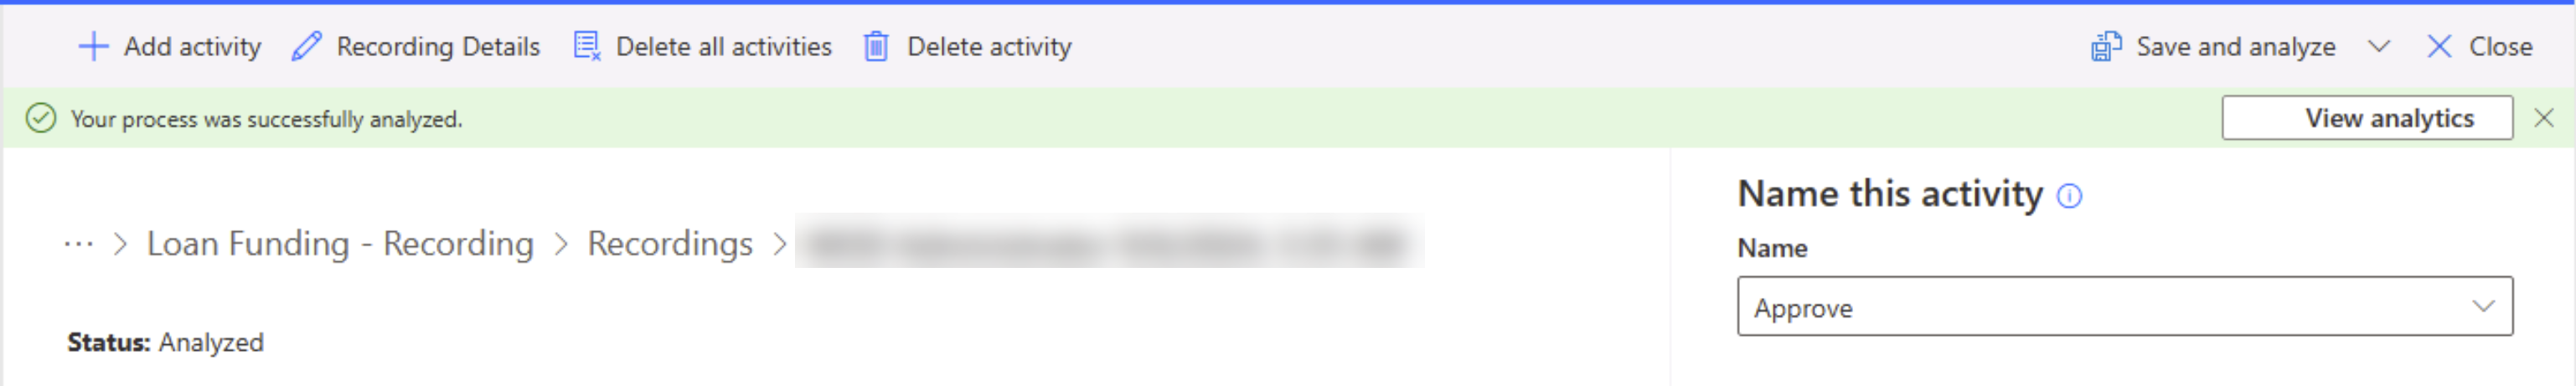 Add activity Recording Details Delete all activities Delete activity Save and analyze Close
Your process was successfully analyzed. View analytics
··· > Loan Funding - Recording > Recordings >
Status: Analyzed
Name this activity
Name
Approve